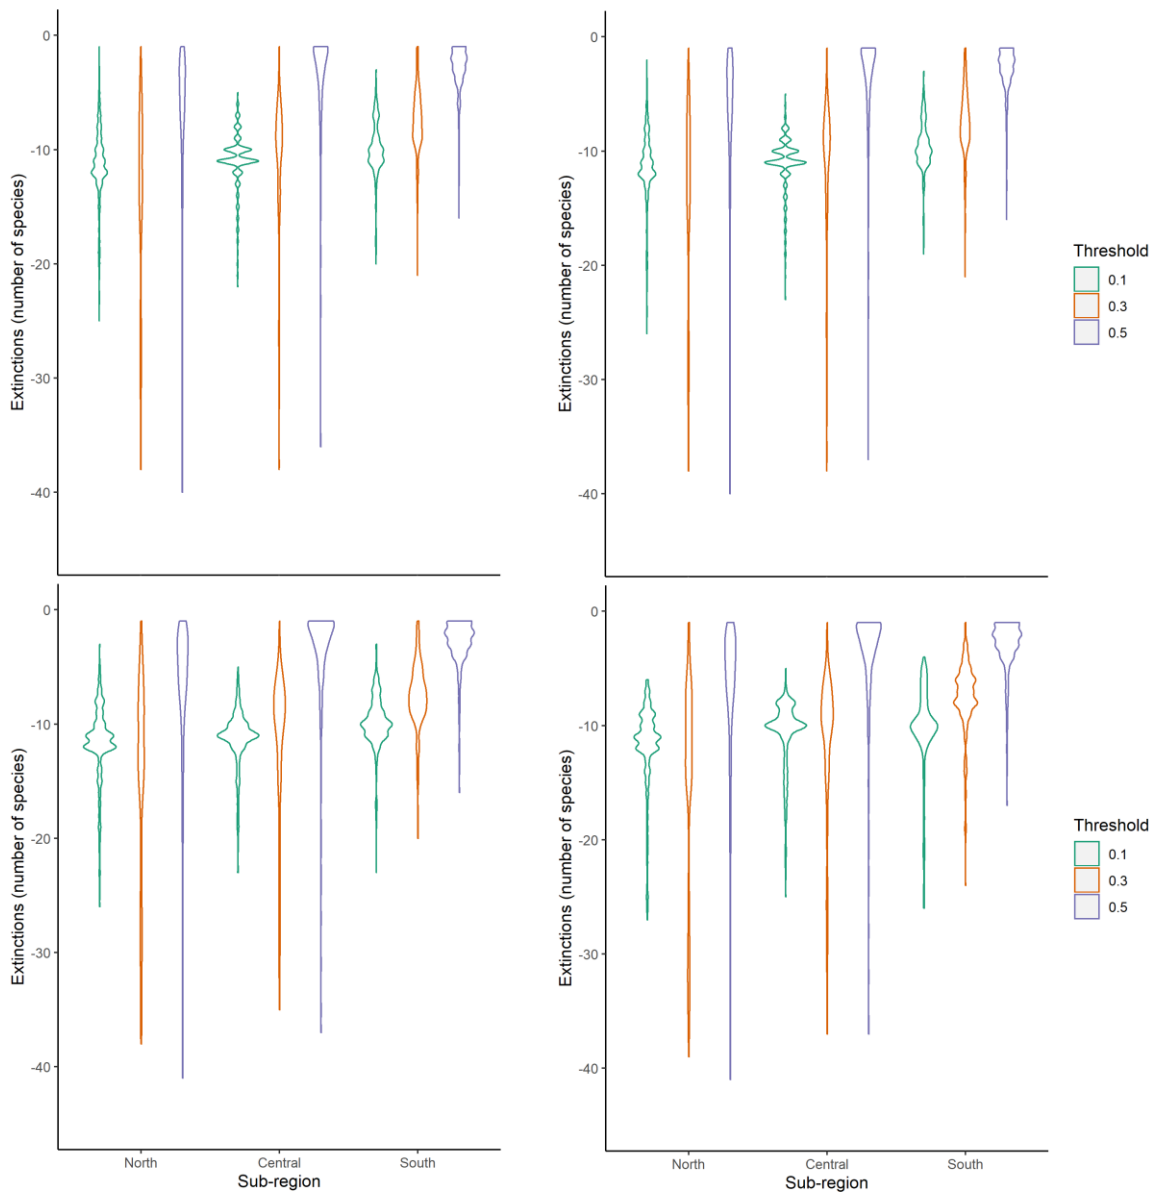 0
-10
-20
-30
-40
Extinctions (number of species)
0
-10
-20
-30
-40
Extinctions (number of species)
Threshold
0.1
0.3
0.5
0
-10
-20
-30
-40
Extinctions (number of species)
North Central South
Sub-region
0
-10
-20
-30
-40
Extinctions (number of species)
North Central South
Sub-region
Threshold
0.1
0.3
0.5